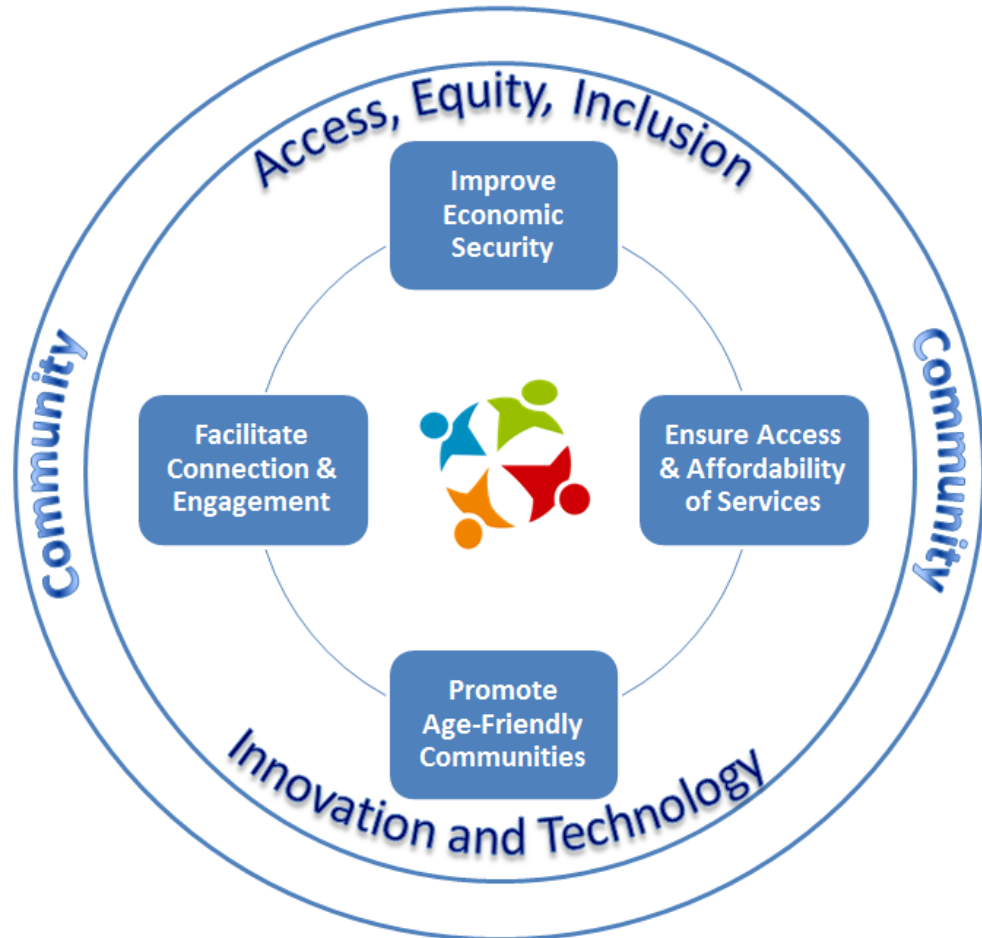 Access, Equity, Inclusion
Improve
Economic
Security
Community
Facilitate
Connection &
Engagement
Ensure Access
& Affordability
of Services
Community
Promote
Age-Friendly
Communities
Innovation and Technology